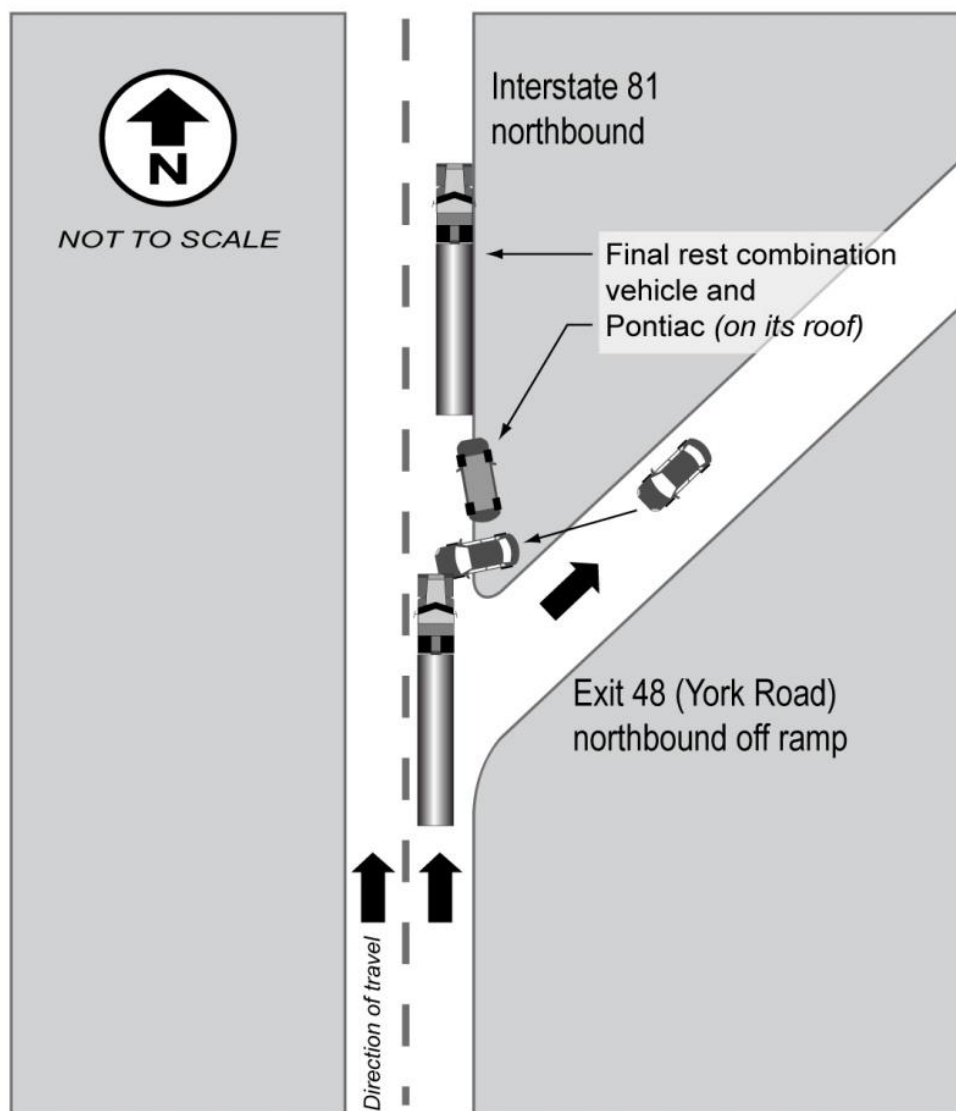 Interstate 81
northbound
N
NOT TO SCALE
Final rest combination
vehicle and
Pontiac (on its roof)
Exit 48 (York Road)
northbound off ramp
Direction of travel